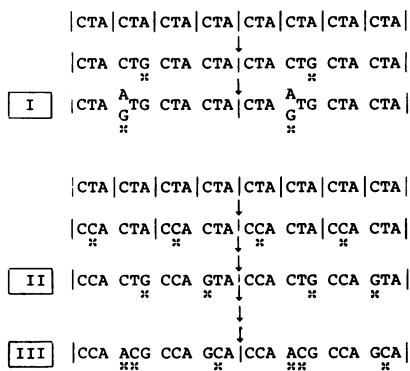 |CTA|CTA|CTA|CTA|CTA|CTA|CTA|CTA|
↓
|CTA CTG CTA CTA|CTA CTG CTA CTA|
⌘ ↓ ⌘
A A
I |CTA GTG CTA CTA|CTA GTG CTA CTA|
⌘ ⌘
|CTA|CTA|CTA|CTA|CTA|CTA|CTA|CTA|
↓
|CCA CTA|CCA CTA|CCA CTA|CCA CTA|
⌘ ⌘ ↓ ⌘ ⌘
II |CCA CTG CCA GTA|CCA CTG CCA GTA|
⌘ ⌘ ↓ ⌘ ⌘
↓
III |CCA ACG CCA GCA|CCA ACG CCA GCA|
⌘⌘ ⌘ ⌘⌘ ⌘